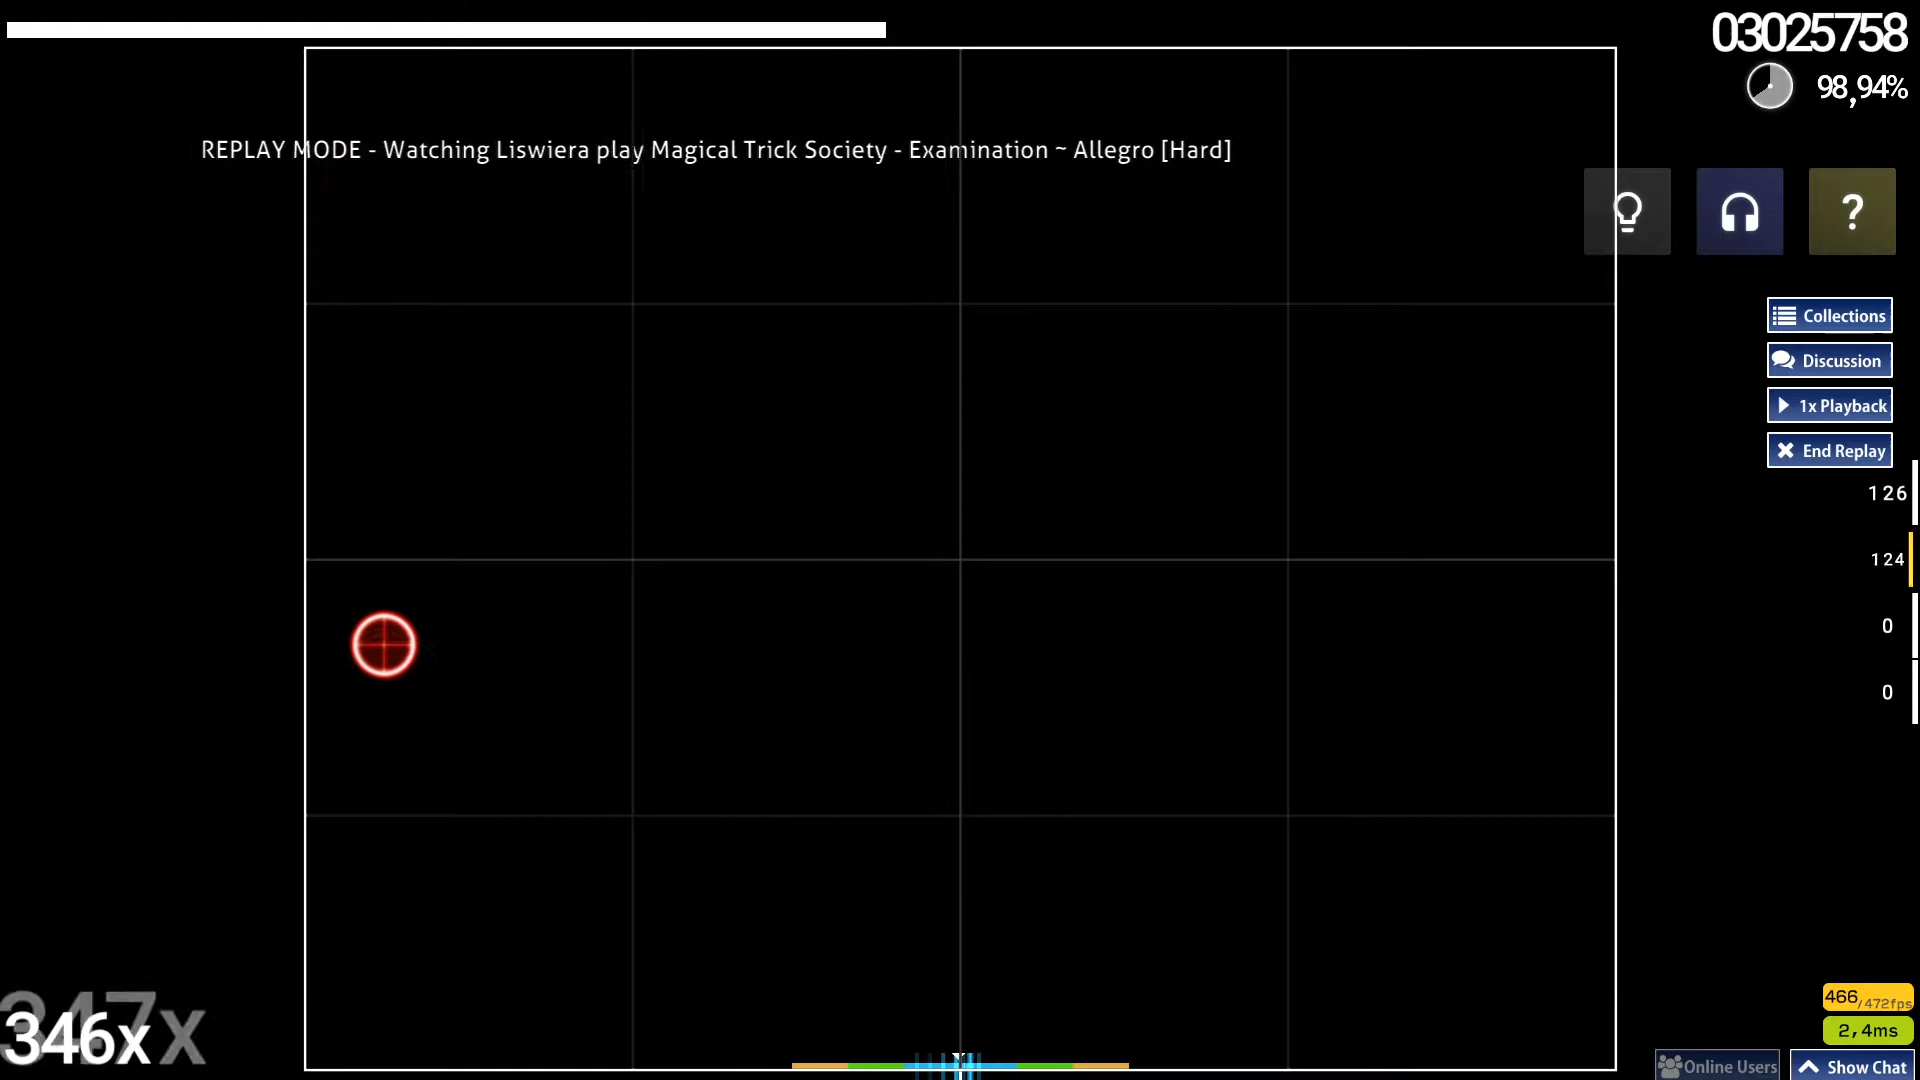 03025758
98,94%
REPLAY MODE - Watching Liswiera play Magical Trick Society - Examination ~ Allegro [Hard]
?
Collections
Discussion
1x Playback
End Replay
126
124
0
0
347x
346x
466/472fps
2,4ms
Online Users
Show Chat